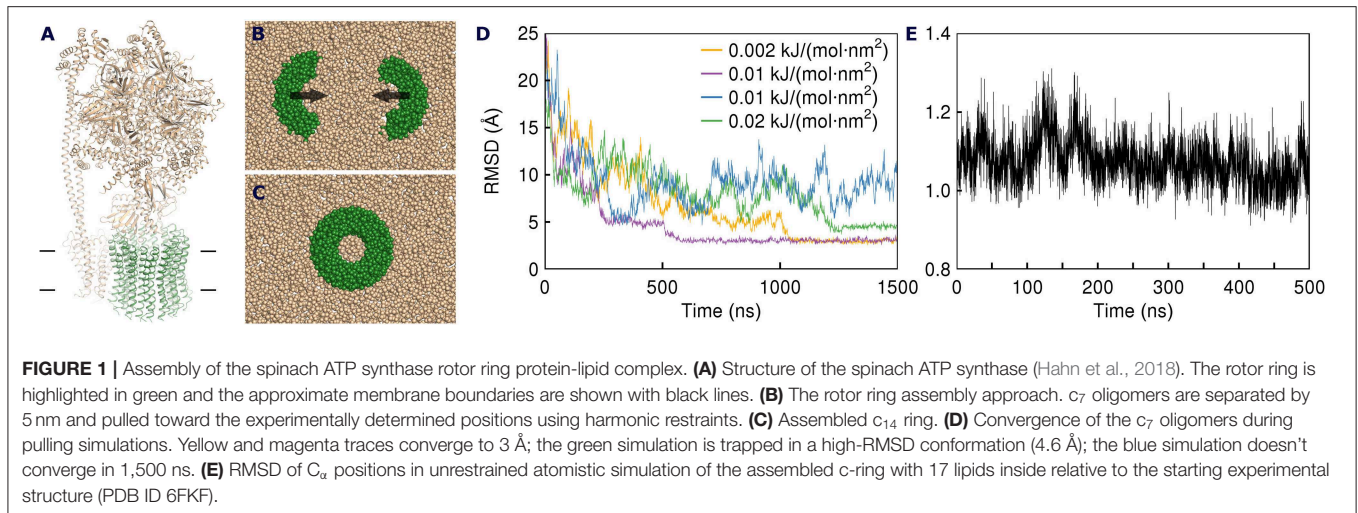 A
B
C
D
25
20
15
10
5
0
RMSD (Å)
0.002 kJ/(mol·nm²)
0.01 kJ/(mol·nm²)
0.01 kJ/(mol·nm²)
0.02 kJ/(mol·nm²)
0 500 1000 1500
Time (ns)
E
1.4
1.2
1.0
0.8
0 100 200 300 400 500
Time (ns)
FIGURE 1 | Assembly of the spinach ATP synthase rotor ring protein-lipid complex. (A) Structure of the spinach ATP synthase (Hahn et al., 2018). The rotor ring is
highlighted in green and the approximate membrane boundaries are shown with black lines. (B) The rotor ring assembly approach. c₇ oligomers are separated by
5 nm and pulled toward the experimentally determined positions using harmonic restraints. (C) Assembled c₁₄ ring. (D) Convergence of the c₇ oligomers during
pulling simulations. Yellow and magenta traces converge to 3 Å; the green simulation is trapped in a high-RMSD conformation (4.6 Å); the blue simulation doesn't
converge in 1,500 ns. (E) RMSD of Cα positions in unrestrained atomistic simulation of the assembled c-ring with 17 lipids inside relative to the starting experimental
structure (PDB ID 6FKF).